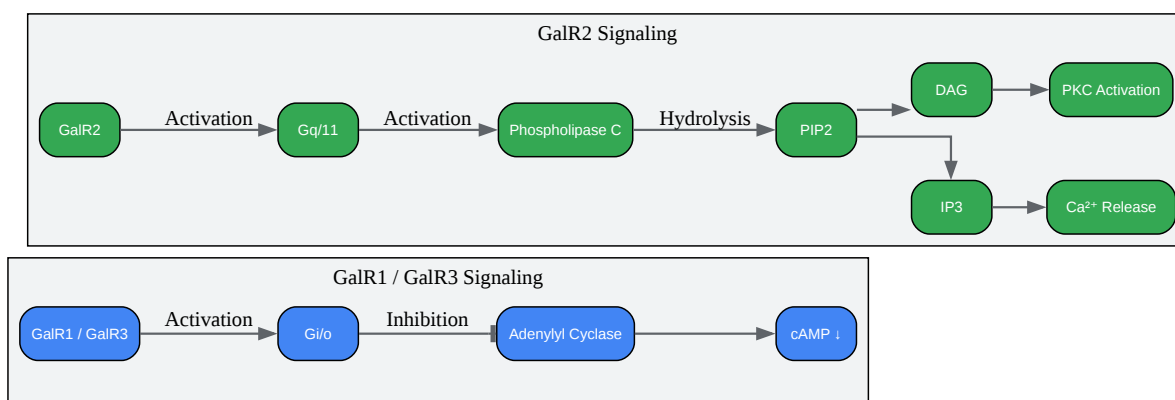 GalR2 Signaling
GalR2
Activation
Gq/11
Activation
Phospholipase C
Hydrolysis
PIP2
DAG
PKC Activation
IP3
Ca²⁺ Release
GalR1 / GalR3 Signaling
GalR1 / GalR3
Activation
Gi/o
Inhibition
Adenylyl Cyclase
cAMP ↓